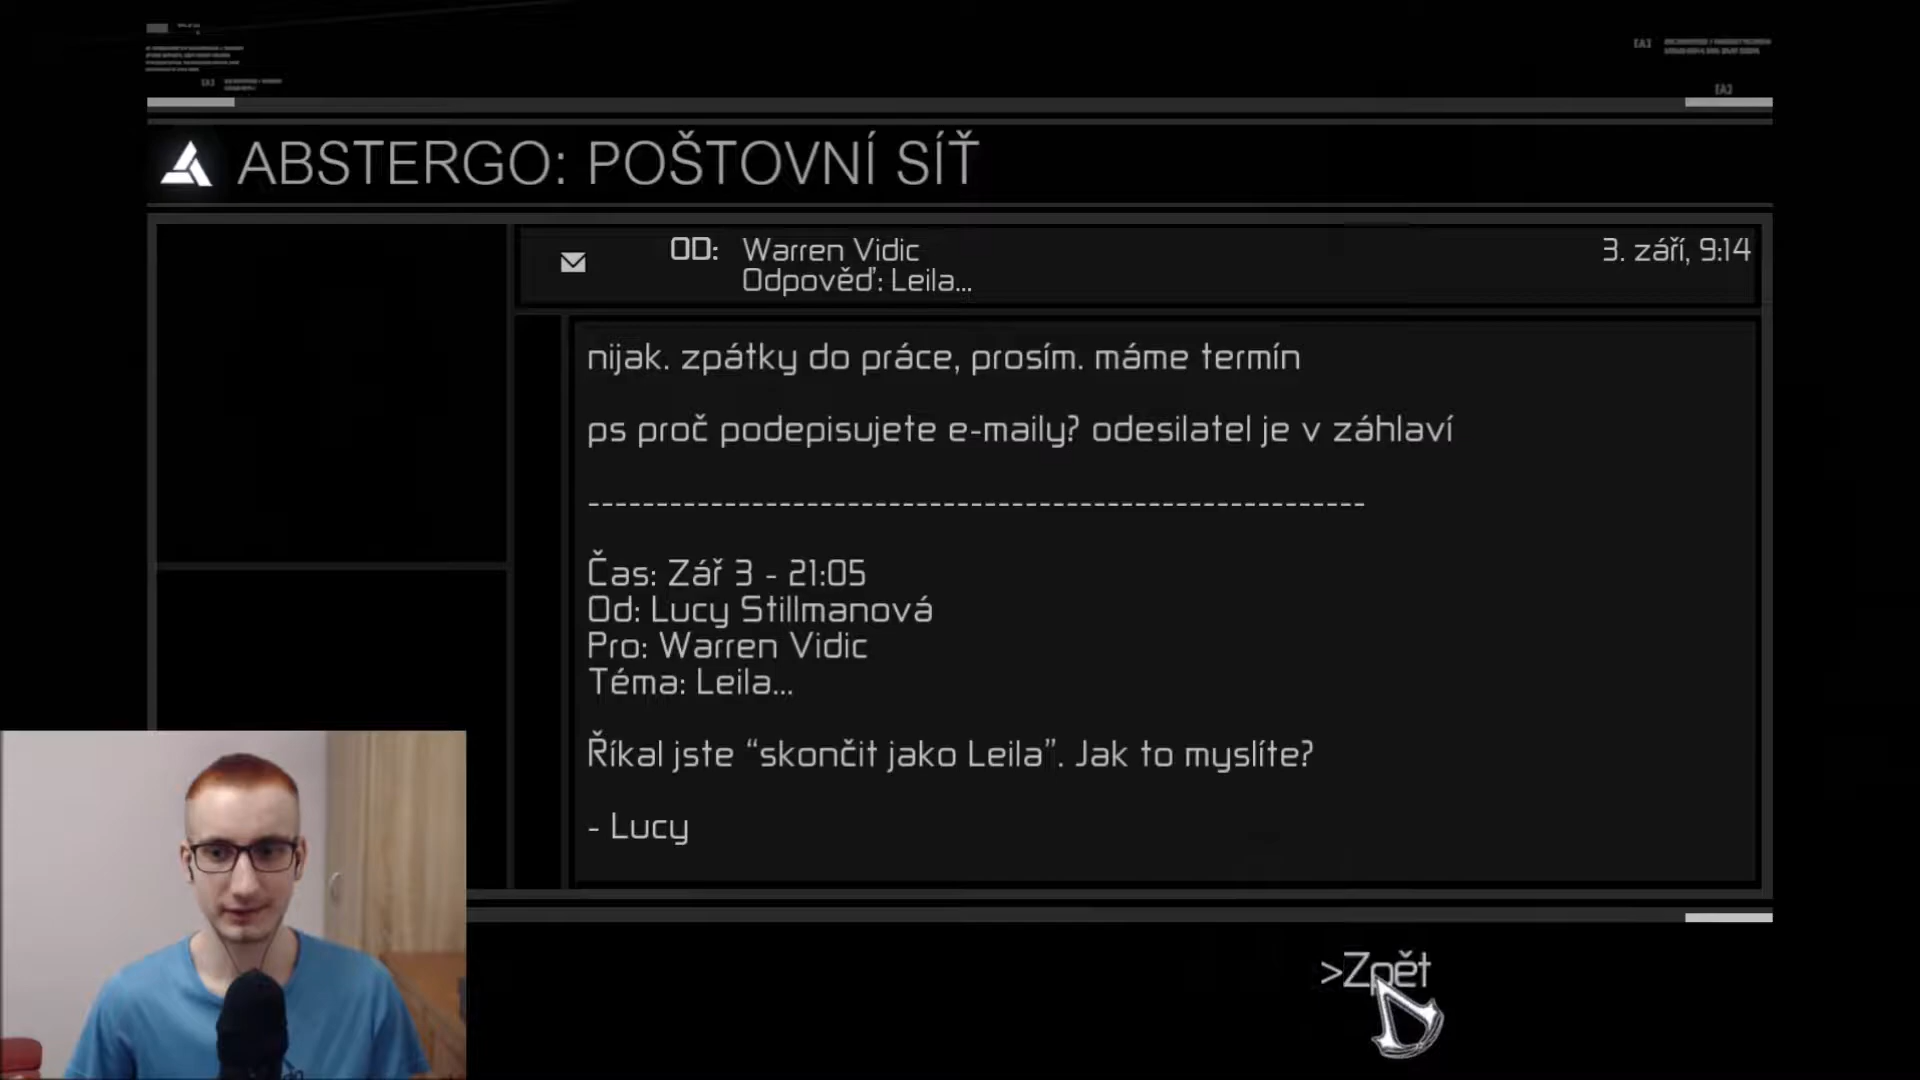 [A]
[A]
[A]
ABSTERGO: POŠTOVNÍ SÍŤ
OD: Warren Vidic
3. září, 9:14
Odpověď: Leila...
nijak. zpátky do práce, prosím. máme termín
ps proč podepisujete e-maily? odesilatel je v záhlaví
---------------------------------------------------------
Čas: Zář 3 - 21:05
Od: Lucy Stillmanová
Pro: Warren Vidic
Téma: Leila...
Říkal jste “skončit jako Leila”. Jak to myslíte?
- Lucy
>Zpět